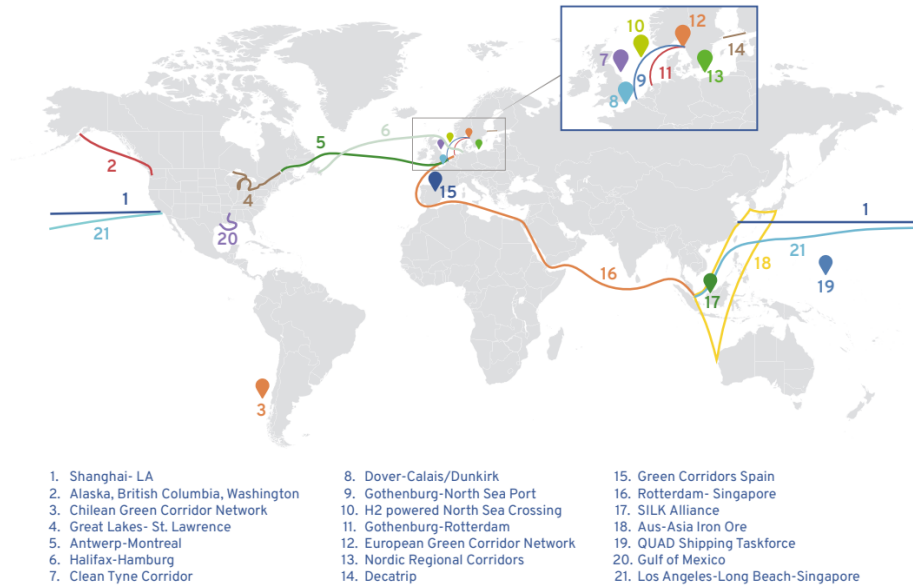 10
12
7
14
9
11
13
8
6
5
2
15
4
1
1
21
20
21
18
16
19
17
3
1. Shanghai- LA
2. Alaska, British Columbia, Washington
3. Chilean Green Corridor Network
4. Great Lakes- St. Lawrence
5. Antwerp-Montreal
6. Halifax-Hamburg
7. Clean Tyne Corridor
8. Dover-Calais/Dunkirk
9. Gothenburg-North Sea Port
10. H2 powered North Sea Crossing
11. Gothenburg-Rotterdam
12. European Green Corridor Network
13. Nordic Regional Corridors
14. Decatrip
15. Green Corridors Spain
16. Rotterdam- Singapore
17. SILK Alliance
18. Aus-Asia Iron Ore
19. QUAD Shipping Taskforce
20. Gulf of Mexico
21. Los Angeles-Long Beach-Singapore